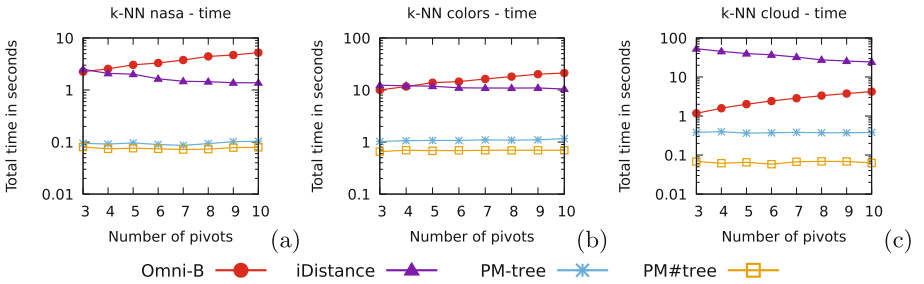 k-NN nasa - time
k-NN colors - time
k-NN cloud - time
Total time in seconds
10
1
0.1
0.01
3 4 5 6 7 8 9 10
Number of pivots
(a)
Total time in seconds
100
10
1
0.1
3 4 5 6 7 8 9 10
Number of pivots
(b)
Total time in seconds
100
10
1
0.1
0.01
3 4 5 6 7 8 9 10
Number of pivots
(c)
Omni-B iDistance PM-tree PM#tree